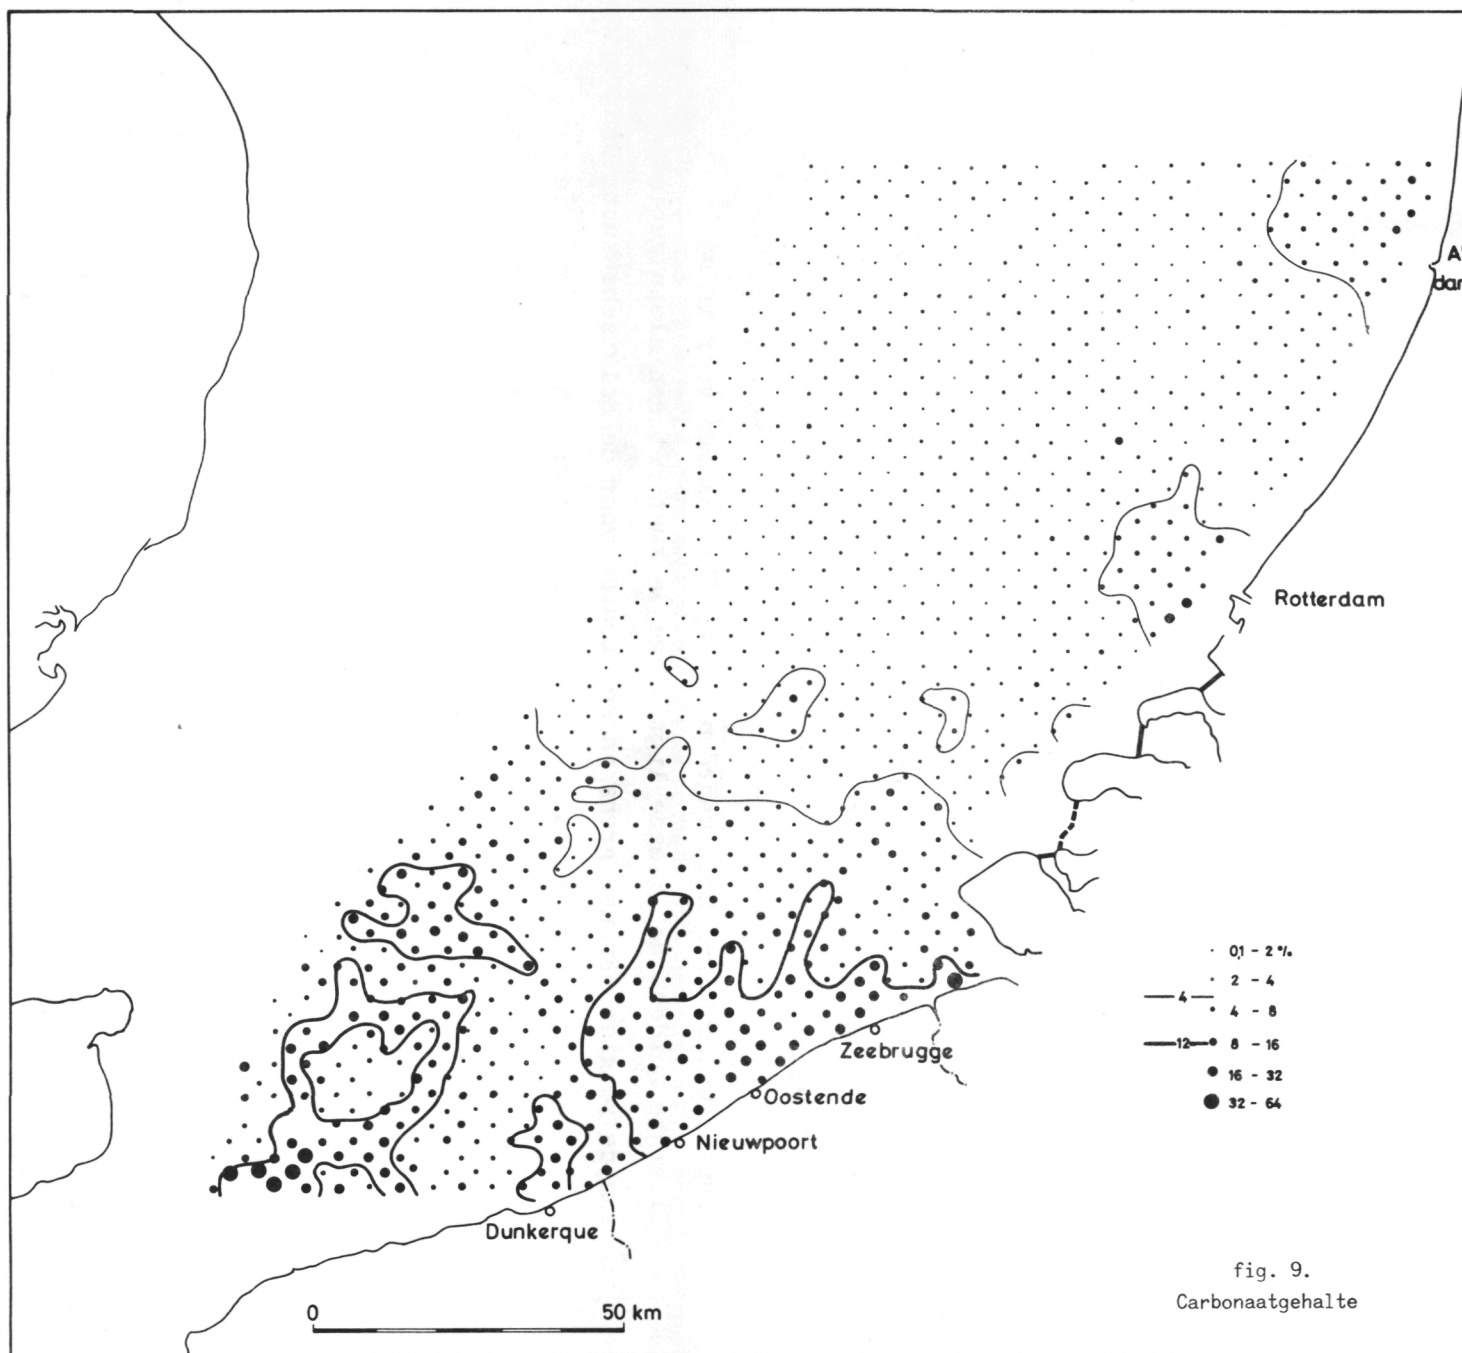 A
dar
Rotterdam
0,1 - 2 %
2 - 4
4
4 - 8
12
8 - 16
16 - 32
32 - 64
Zeebrugge
Oostende
Nieuwpoort
Dunkerque
0 50 km
fig. 9.
Carbonaatgehalte